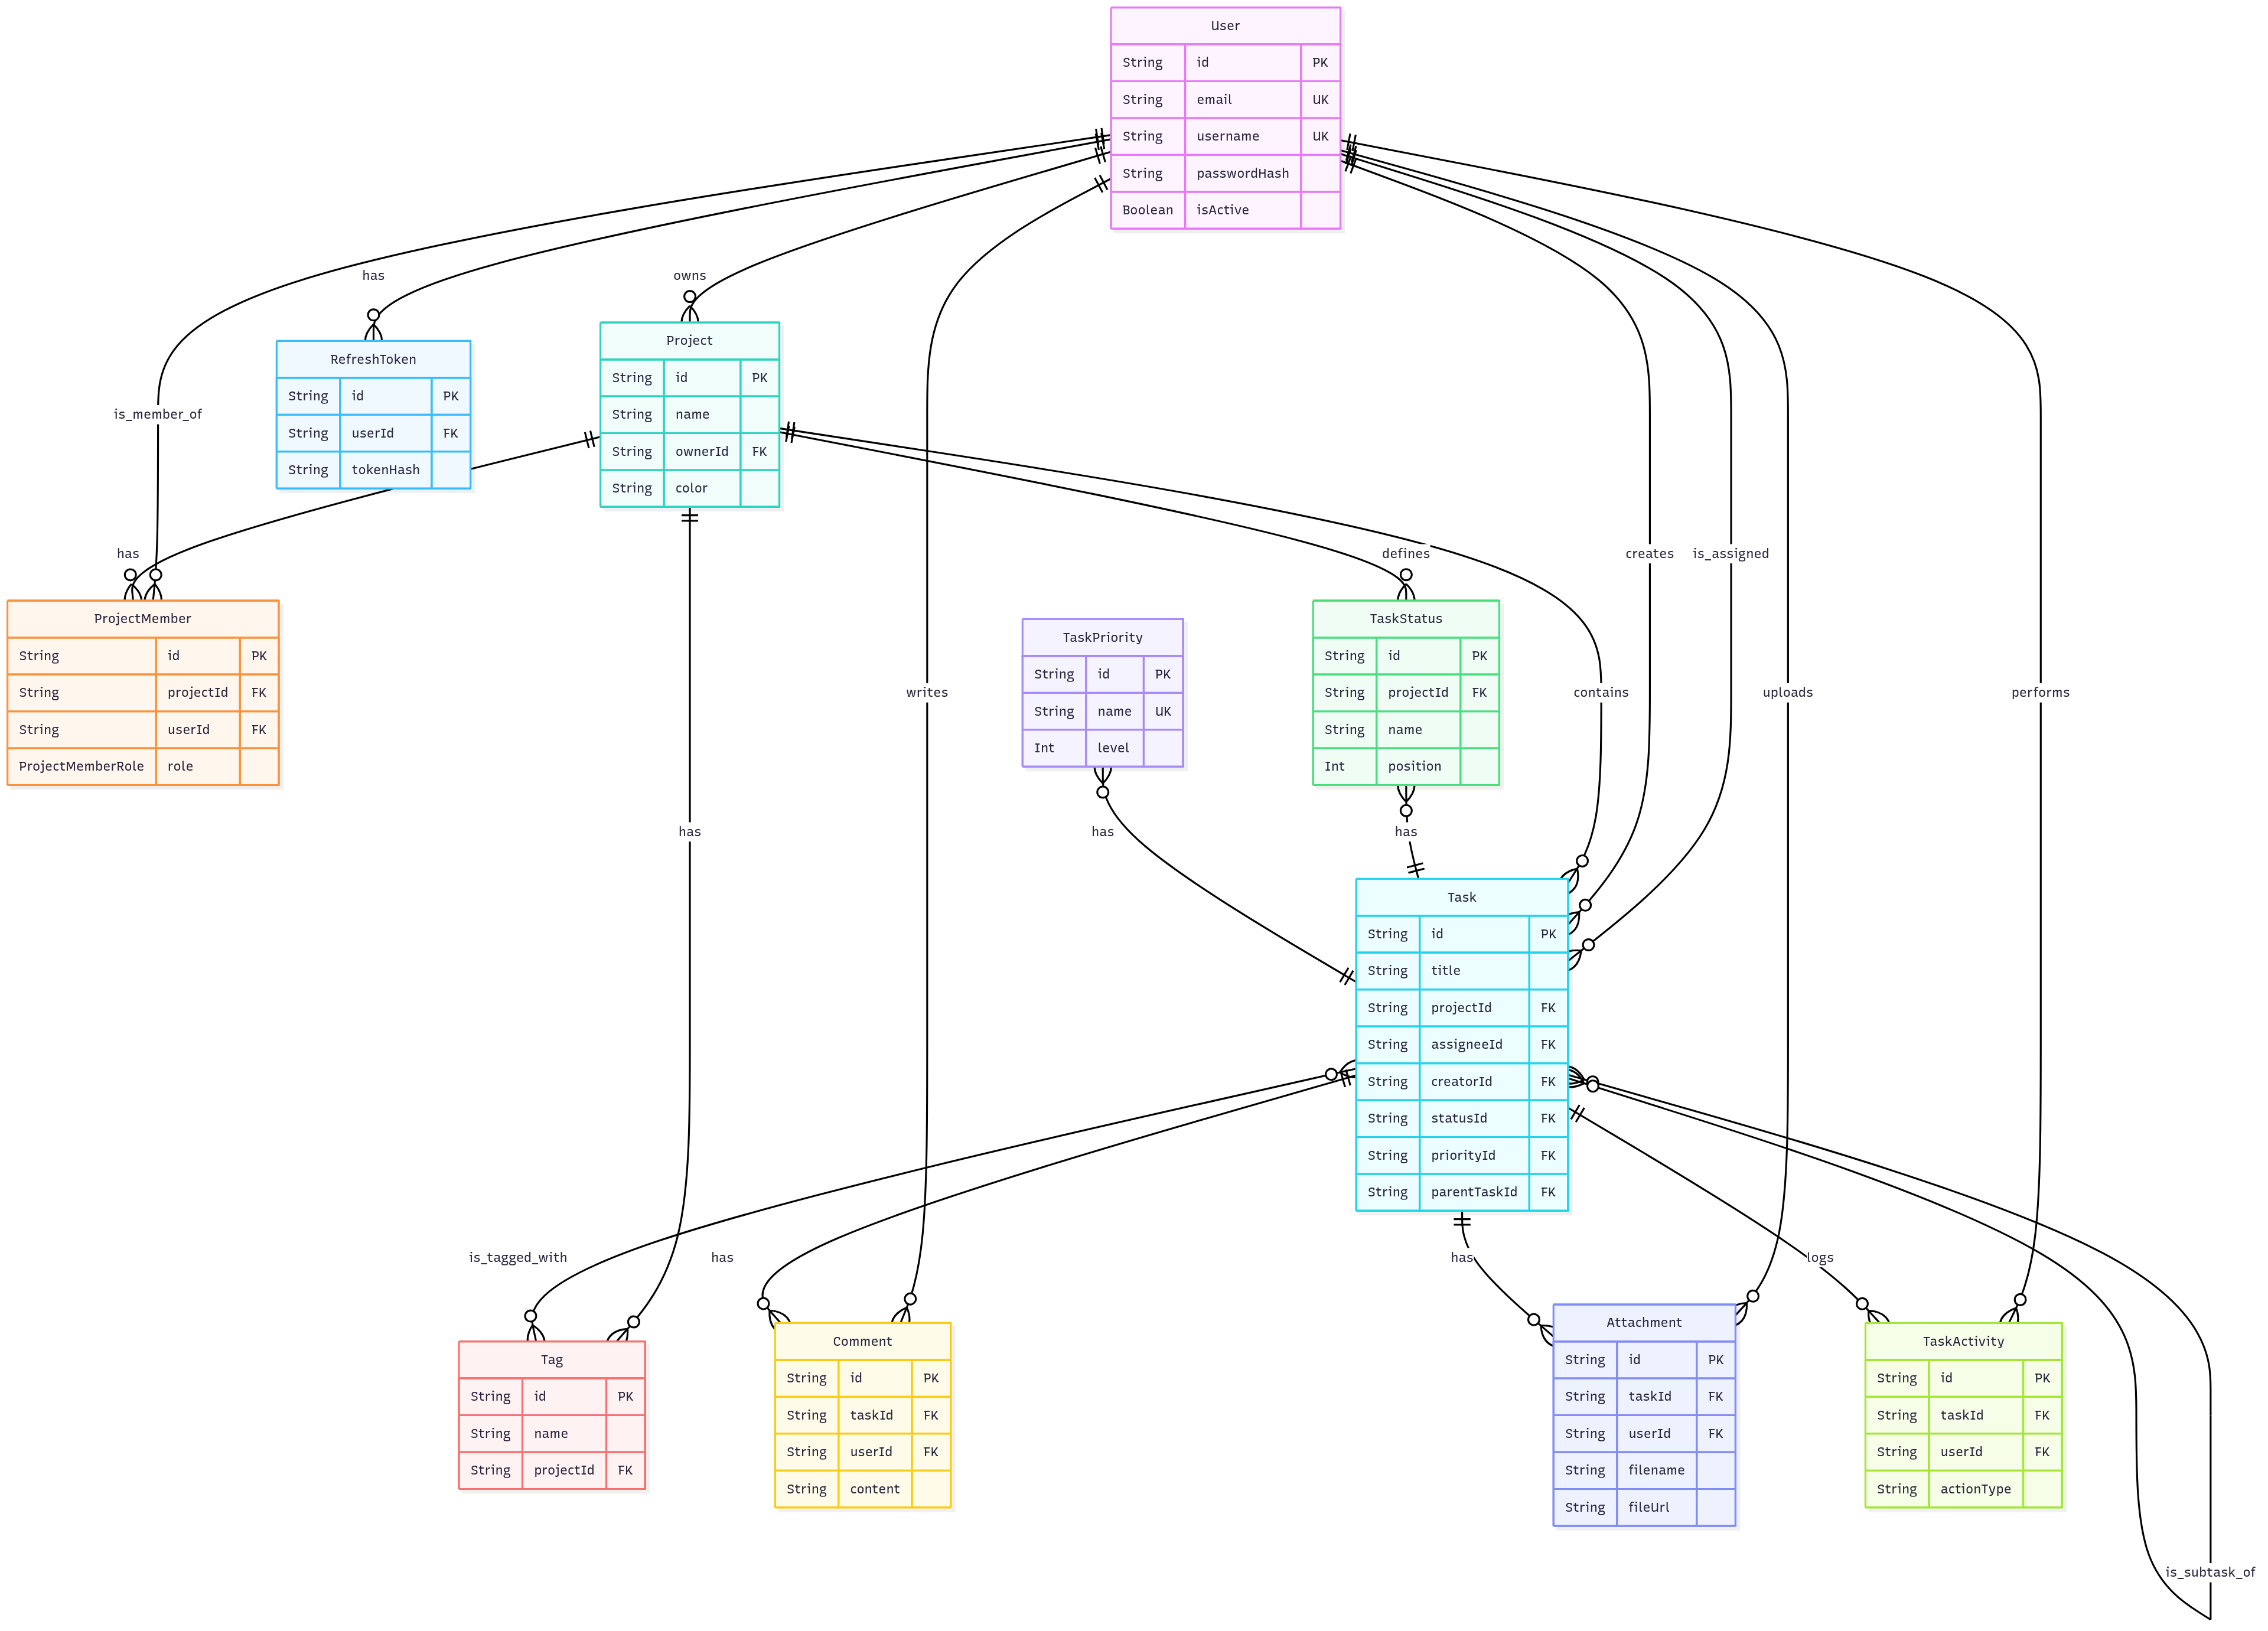 User
String id PK
String email UK
String username UK
String passwordHash
Boolean isActive
has
owns
is_member_of
RefreshToken
String id PK
String userId FK
String tokenHash
Project
String id PK
String name
String ownerId FK
String color
has
defines
creates
is_assigned
ProjectMember
String id PK
String projectId FK
String userId FK
ProjectMemberRole role
writes
TaskPriority
String id PK
String name UK
Int level
TaskStatus
String id PK
String projectId FK
String name
Int position
contains
uploads
performs
has
has
has
Task
String id PK
String title
String projectId FK
String assigneeId FK
String creatorId FK
String statusId FK
String priorityId FK
String parentTaskId FK
is_tagged_with
has
has
logs
Tag
String id PK
String name
String projectId FK
Comment
String id PK
String taskId FK
String userId FK
String content
Attachment
String id PK
String taskId FK
String userId FK
String filename
String fileUrl
TaskActivity
String id PK
String taskId FK
String userId FK
String actionType
is_subtask_of